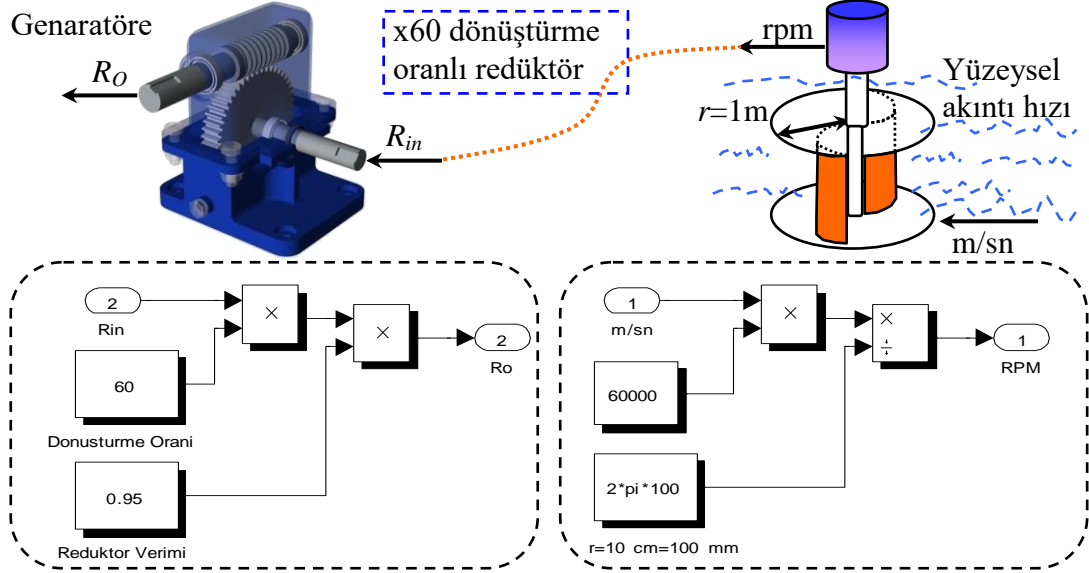 Genaratöre
R_O
R_in
x60 dönüştürme
oranlı redüktör
rpm
r=1m
Yüzeysel
akıntı hızı
m/sn
2
Rin
×
×
2
Ro
60
Donusturme Orani
0.95
Reduktor Verimi
1
m/sn
×
×
÷
1
RPM
60000
2*pi*100
r=10 cm=100 mm